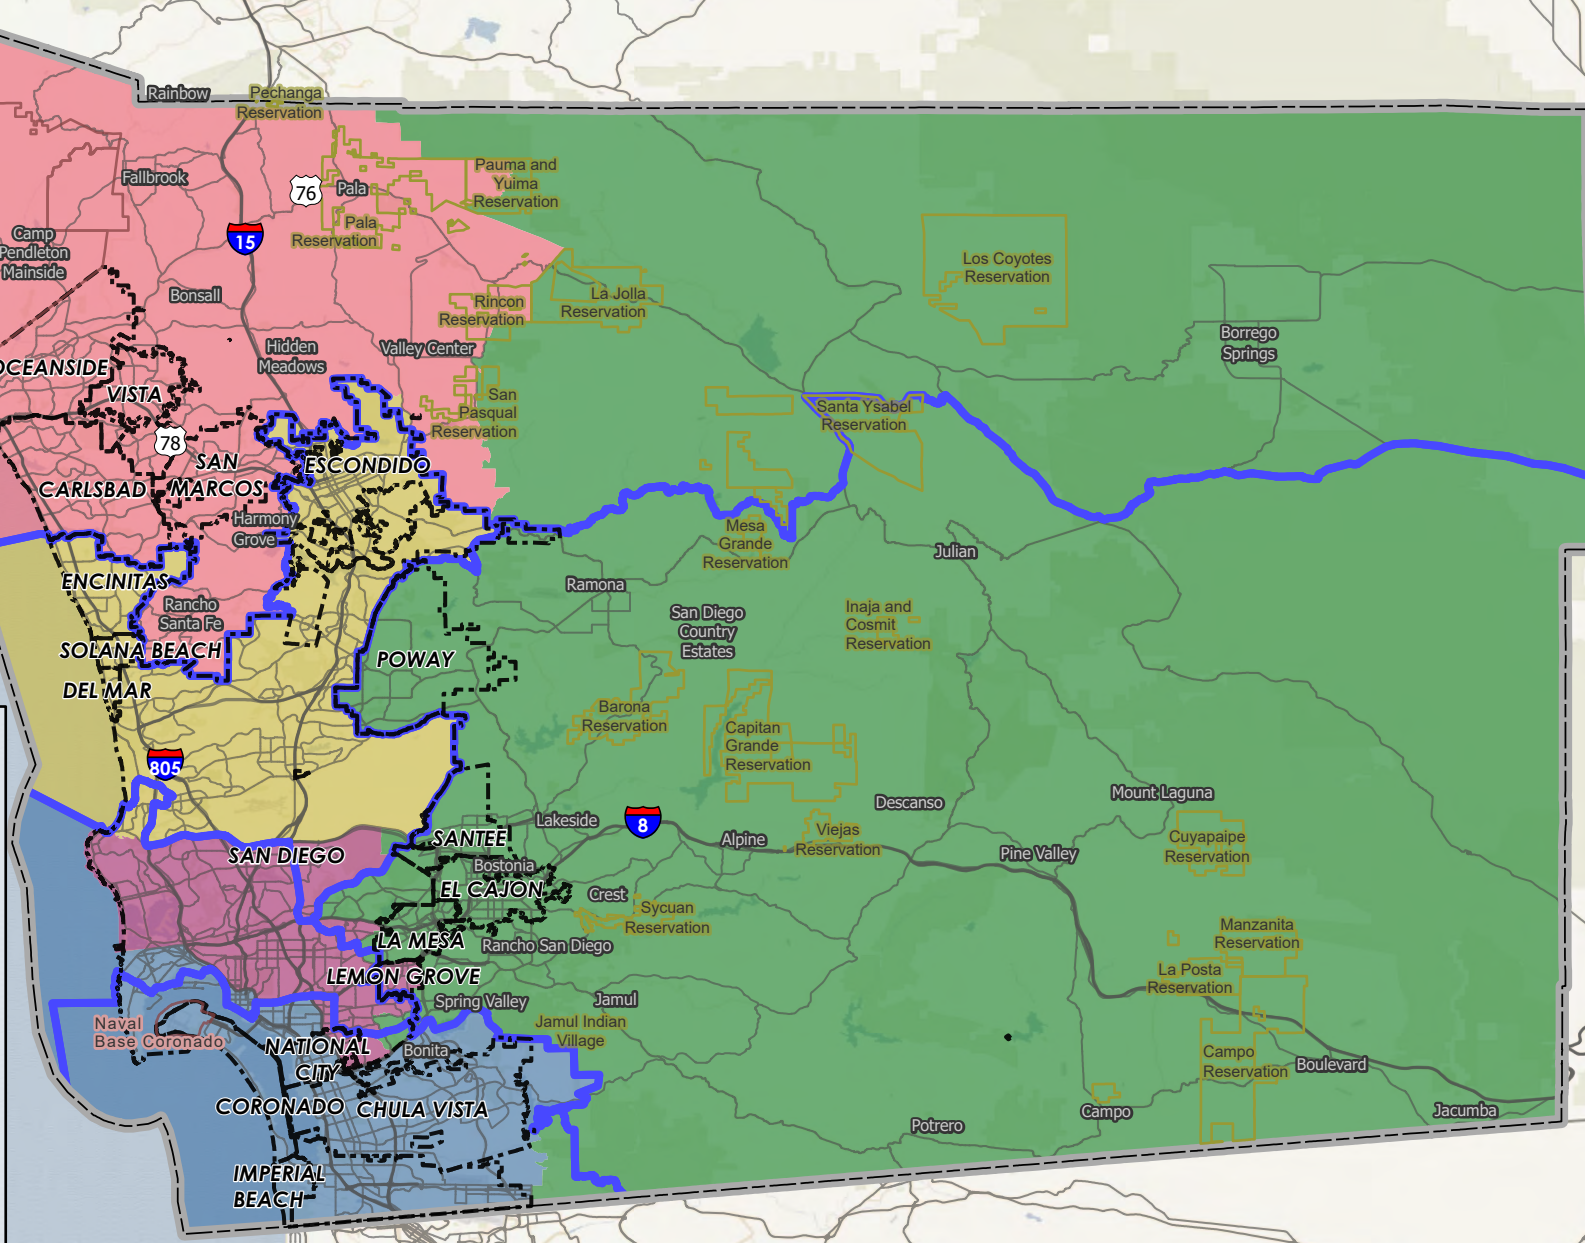 Rainbow
Pechanga
Reservation
Fallbrook
76
Pala
Pauma and
Yuima
Reservation
Pala
Reservation
15
Camp
Pendleton
Mainside
Los Coyotes
Reservation
Bonsall
Rincon
Reservation
La Jolla
Reservation
Borrego
Springs
Hidden
Meadows
Valley Center
OCEANSIDE
VISTA
San
Pasqual
Reservation
Santa Ysabel
Reservation
78
SAN
MARCOS
ESCONDIDO
CARLSBAD
Harmony
Grove
Mesa
Grande
Reservation
Julian
ENCINITAS
Ramona
Rancho
Santa Fe
San Diego
Country
Estates
Inaja and
Cosmit
Reservation
SOLANA BEACH
POWAY
DEL MAR
Barona
Reservation
Capitan
Grande
Reservation
805
Mount Laguna
Descanso
Lakeside
8
SANTEE
Alpine
Viejas
Reservation
Cuyapaipe
Reservation
SAN DIEGO
Pine Valley
Bostonia
EL CAJON
Crest
Sycuan
Reservation
LA MESA
Rancho San Diego
Manzanita
Reservation
LEMON GROVE
La Posta
Reservation
Spring Valley
Jamul
Naval
Base Coronado
Jamul Indian
Village
NATIONAL
CITY
Bonita
Campo
Reservation
Boulevard
CORONADO
CHULA VISTA
Campo
Jacumba
Potrero
IMPERIAL
BEACH